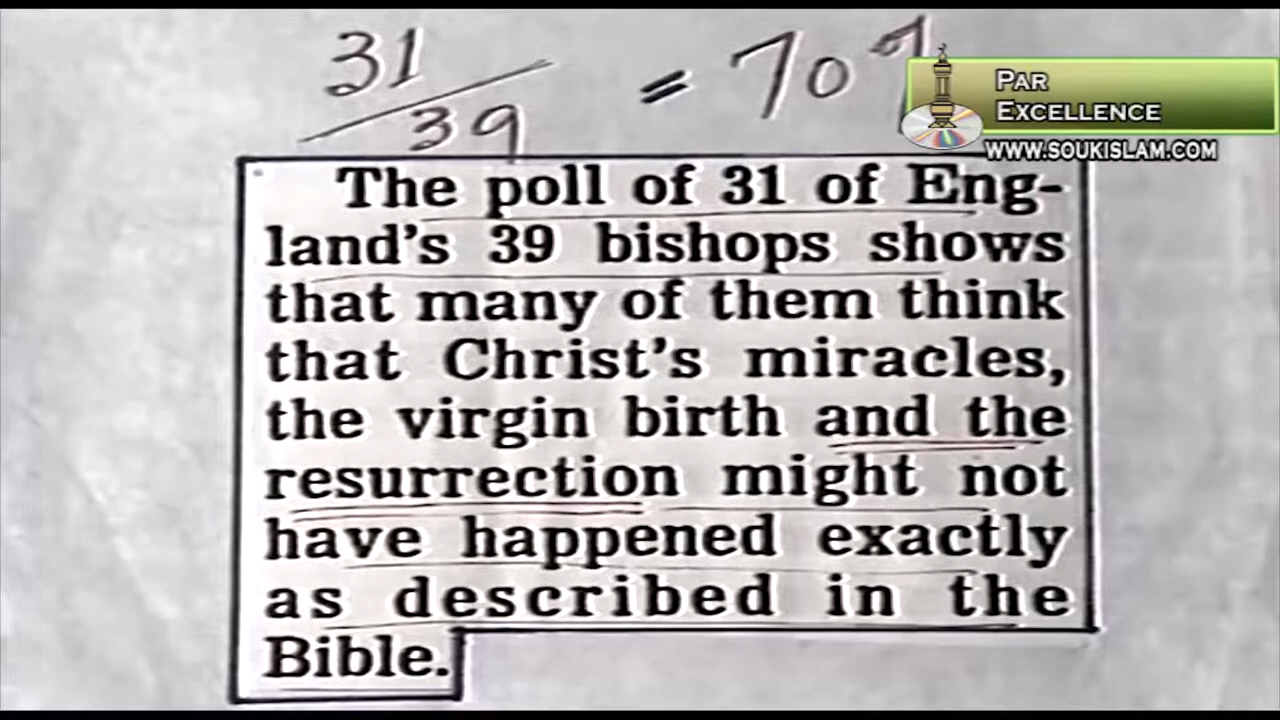 31
39
= 70%
PAR
EXCELLENCE
WWW.SOUKISLAM.COM
The poll of 31 of Eng-
land's 39 bishops shows
that many of them think
that Christ's miracles,
the virgin birth and the
resurrection might not
have happened exactly
as described in the
Bible.